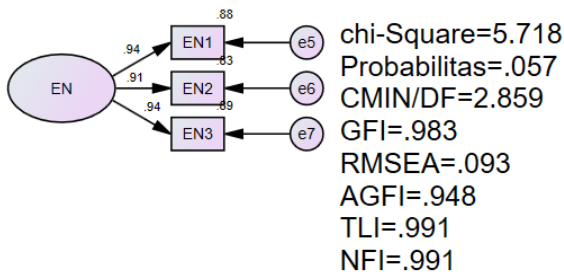 .88
.94
EN1
e5
.83
.91
EN
EN2
e6
.89
.94
EN3
e7
chi-Square=5.718
Probabilitas=.057
CMIN/DF=2.859
GFI=.983
RMSEA=.093
AGFI=.948
TLI=.991
NFI=.991